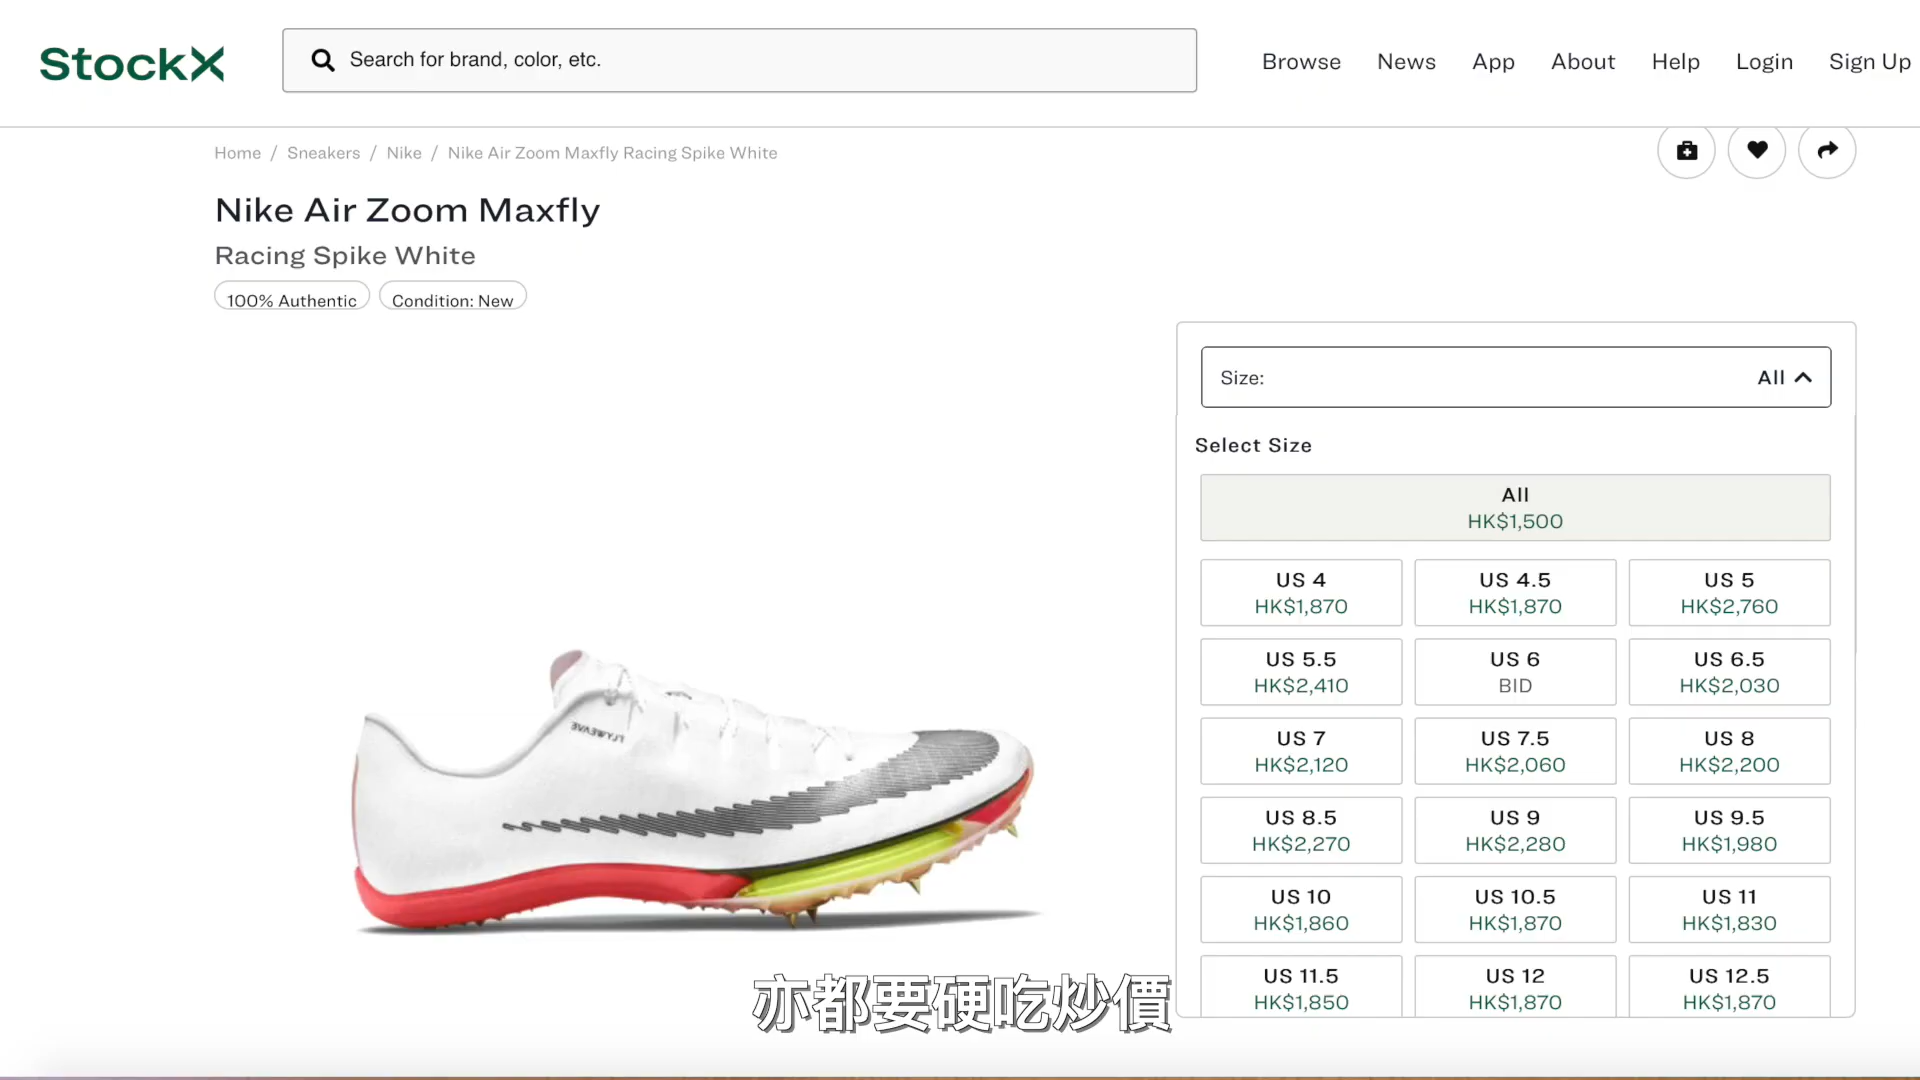 StockX
Search for brand, color, etc.
Browse
News
App
About
Help
Login
Sign Up
Home / Sneakers / Nike / Nike Air Zoom Maxfly Racing Spike White
Nike Air Zoom Maxfly
Racing Spike White
100% Authentic
Condition: New
Size:
All
Select Size
All
HK$1,500
US 4
HK$1,870
US 4.5
HK$1,870
US 5
HK$2,760
US 5.5
HK$2,410
US 6
BID
US 6.5
HK$2,030
US 7
HK$2,120
US 7.5
HK$2,060
US 8
HK$2,200
US 8.5
HK$2,270
US 9
HK$2,280
US 9.5
HK$1,980
US 10
HK$1,860
US 10.5
HK$1,870
US 11
HK$1,830
US 11.5
HK$1,850
US 12
HK$1,870
US 12.5
HK$1,870
FLYWEAVE
亦都要硬吃炒價